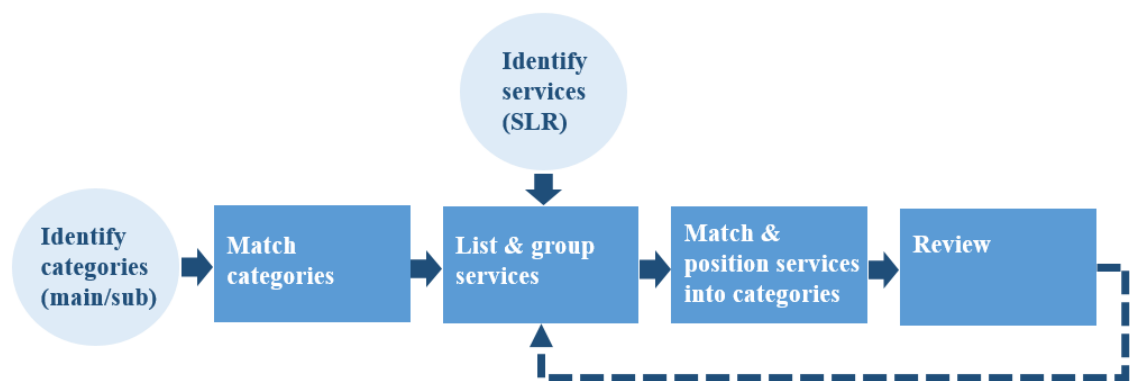 Identify
services
(SLR)
Identify
categories
(main/sub)
Match
categories
List & group
services
Match &
position services
into categories
Review